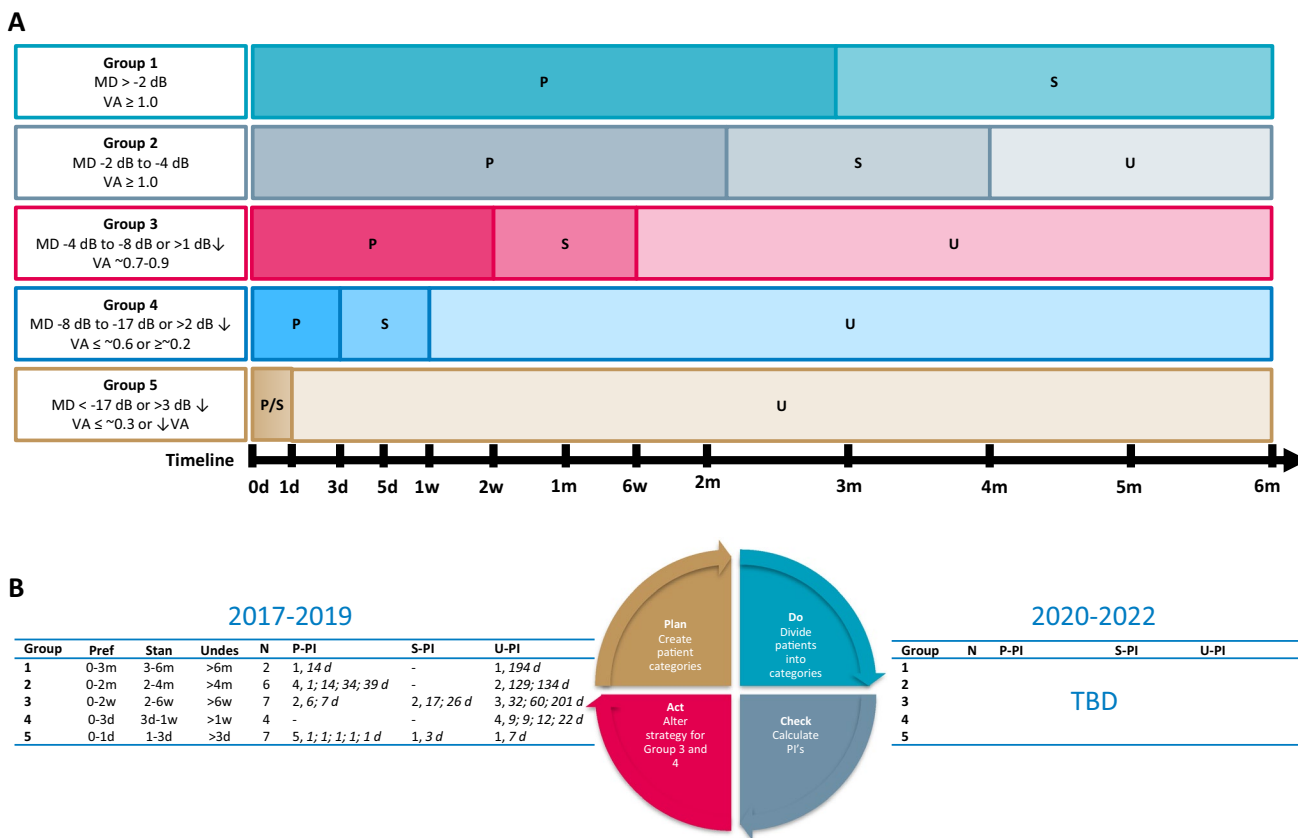 A
Group 1
MD > -2 dB
VA ≥ 1.0
P
S
Group 2
MD -2 dB to -4 dB
VA ≥ 1.0
P
S
U
Group 3
MD -4 dB to -8 dB or >1 dB↓
VA ~0.7-0.9
P
S
U
Group 4
MD -8 dB to -17 dB or >2 dB ↓
VA ≤ ~0.6 or ≥~0.2
P
S
U
Group 5
MD < -17 dB or >3 dB ↓
VA ≤ ~0.3 or ↓VA
P/S
U
Timeline
0d 1d 3d 5d 1w 2w 1m 6w 2m 3m 4m 5m 6m
B
2017-2019
Group Pref Stan Undes N P-PI S-PI U-PI
1 0-3m 3-6m >6m 2 1, 14 d - 1, 194 d
2 0-2m 2-4m >4m 6 4, 1; 14; 34; 39 d - 2, 129; 134 d
3 0-2w 2-6w >6w 7 2, 6; 7 d 2, 17; 26 d 3, 32; 60; 201 d
4 0-3d 3d-1w >1w 4 - - 4, 9; 9; 12; 22 d
5 0-1d 1-3d >3d 7 5, 1; 1; 1; 1; 1 d 1, 3 d 1, 7 d
Plan
Create
patient
categories
Do
Divide
patients
into
categories
Act
Alter
strategy for
Group 3 and
4
Check
Calculate
PI's
2020-2022
Group N P-PI S-PI U-PI
1
2
3
4
5
TBD